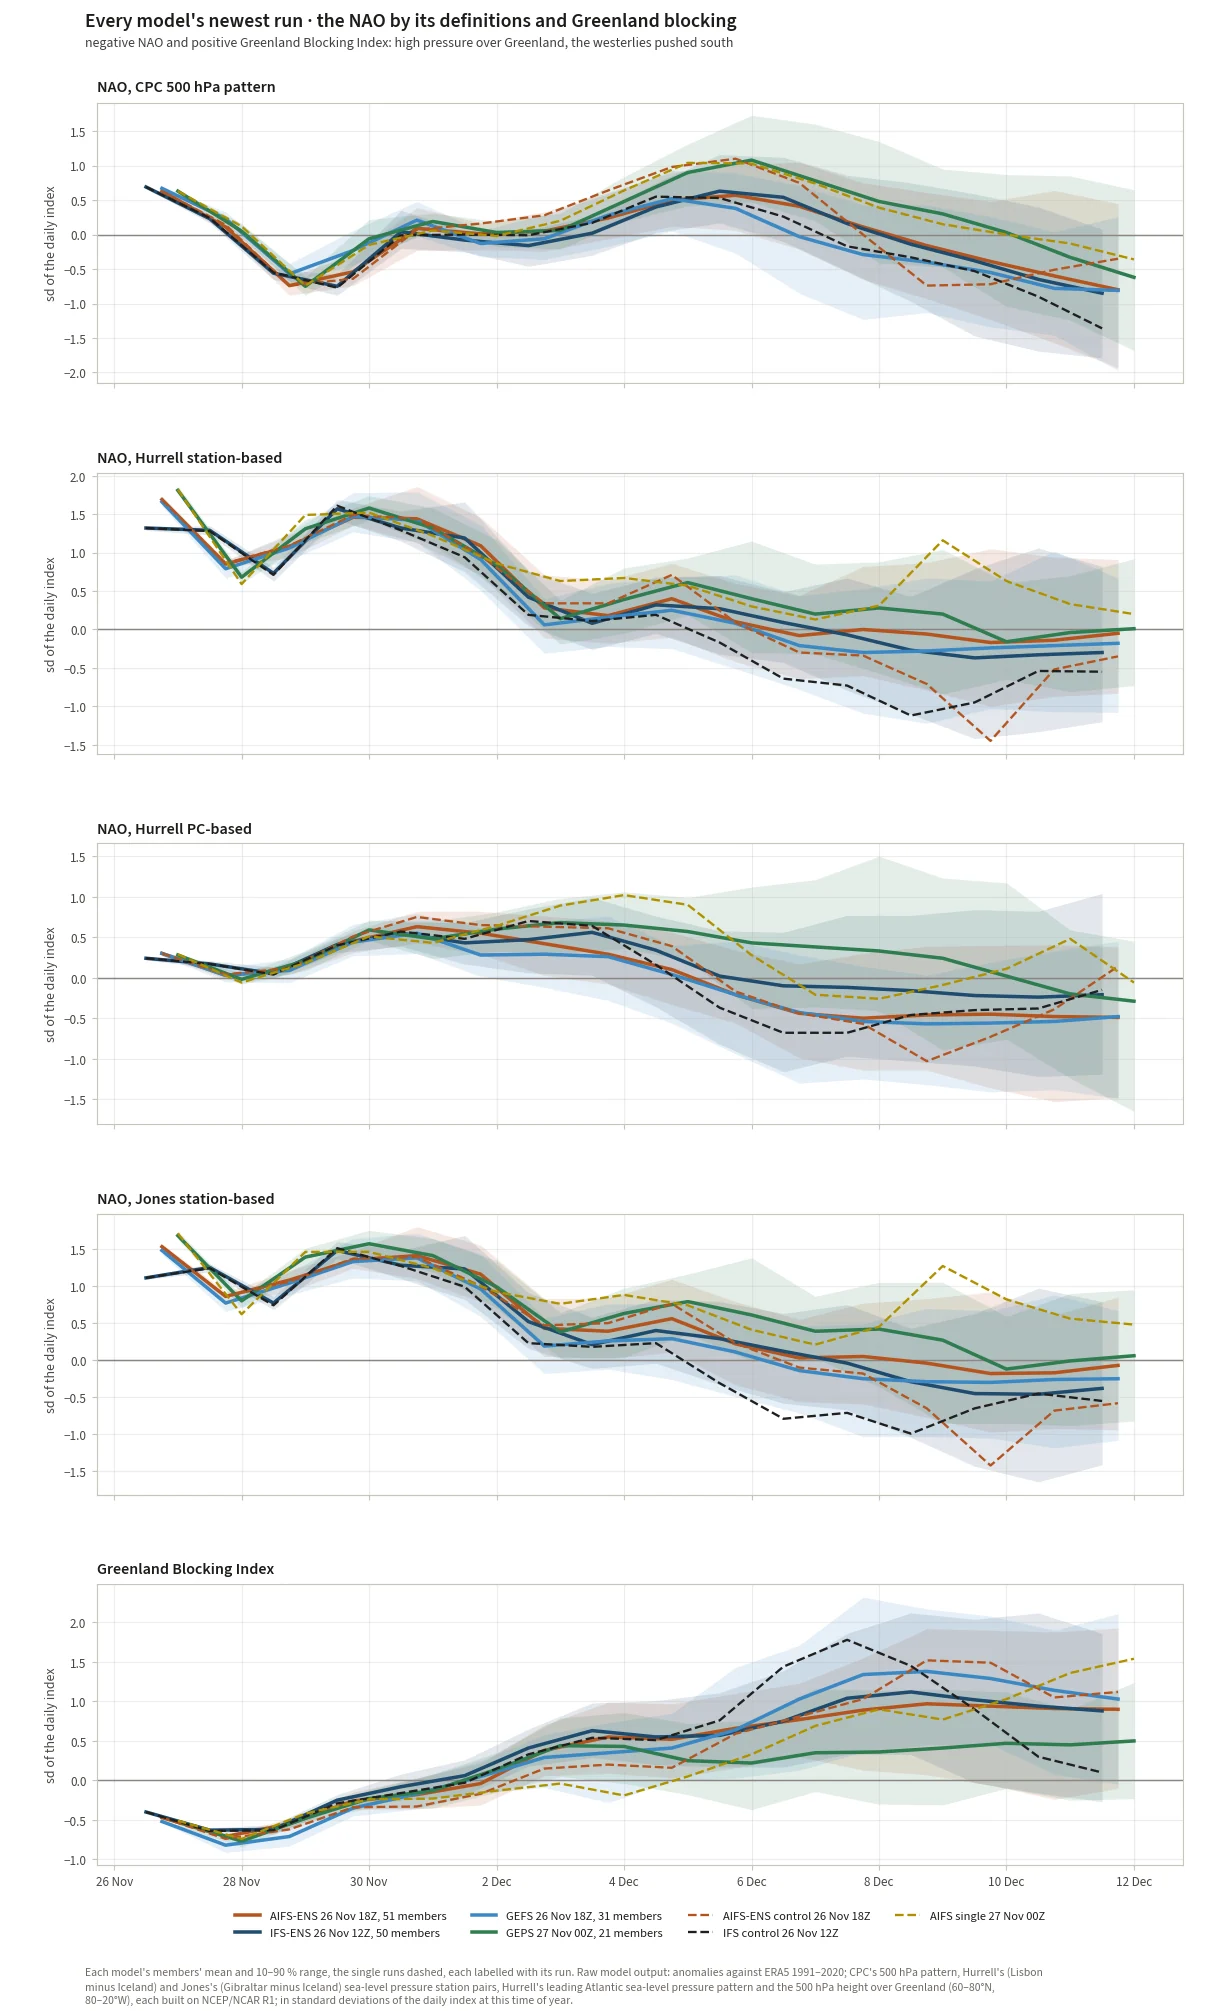 Every model's newest run · the NAO by its definitions and Greenland blocking
negative NAO and positive Greenland Blocking Index: high pressure over Greenland, the westerlies pushed south
NAO, CPC 500 hPa pattern
sd of the daily index
1.5
1.0
0.5
0.0
−0.5
−1.0
−1.5
−2.0
NAO, Hurrell station-based
sd of the daily index
2.0
1.5
1.0
0.5
0.0
−0.5
−1.0
−1.5
NAO, Hurrell PC-based
sd of the daily index
1.5
1.0
0.5
0.0
−0.5
−1.0
−1.5
NAO, Jones station-based
sd of the daily index
1.5
1.0
0.5
0.0
−0.5
−1.0
−1.5
Greenland Blocking Index
sd of the daily index
2.0
1.5
1.0
0.5
0.0
−0.5
−1.0
26 Nov 28 Nov 30 Nov 2 Dec 4 Dec 6 Dec 8 Dec 10 Dec 12 Dec
AIFS-ENS 26 Nov 18Z, 51 members GEFS 26 Nov 18Z, 31 members AIFS-ENS control 26 Nov 18Z AIFS single 27 Nov 00Z
IFS-ENS 26 Nov 12Z, 50 members GEPS 27 Nov 00Z, 21 members IFS control 26 Nov 12Z
Each model's members' mean and 10–90 % range, the single runs dashed, each labelled with its run. Raw model output: anomalies against ERA5 1991–2020; CPC's 500 hPa pattern, Hurrell's (Lisbon
minus Iceland) and Jones's (Gibraltar minus Iceland) sea-level pressure station pairs, Hurrell's leading Atlantic sea-level pressure pattern and the 500 hPa height over Greenland (60–80°N,
80–20°W), each built on NCEP/NCAR R1; in standard deviations of the daily index at this time of year.